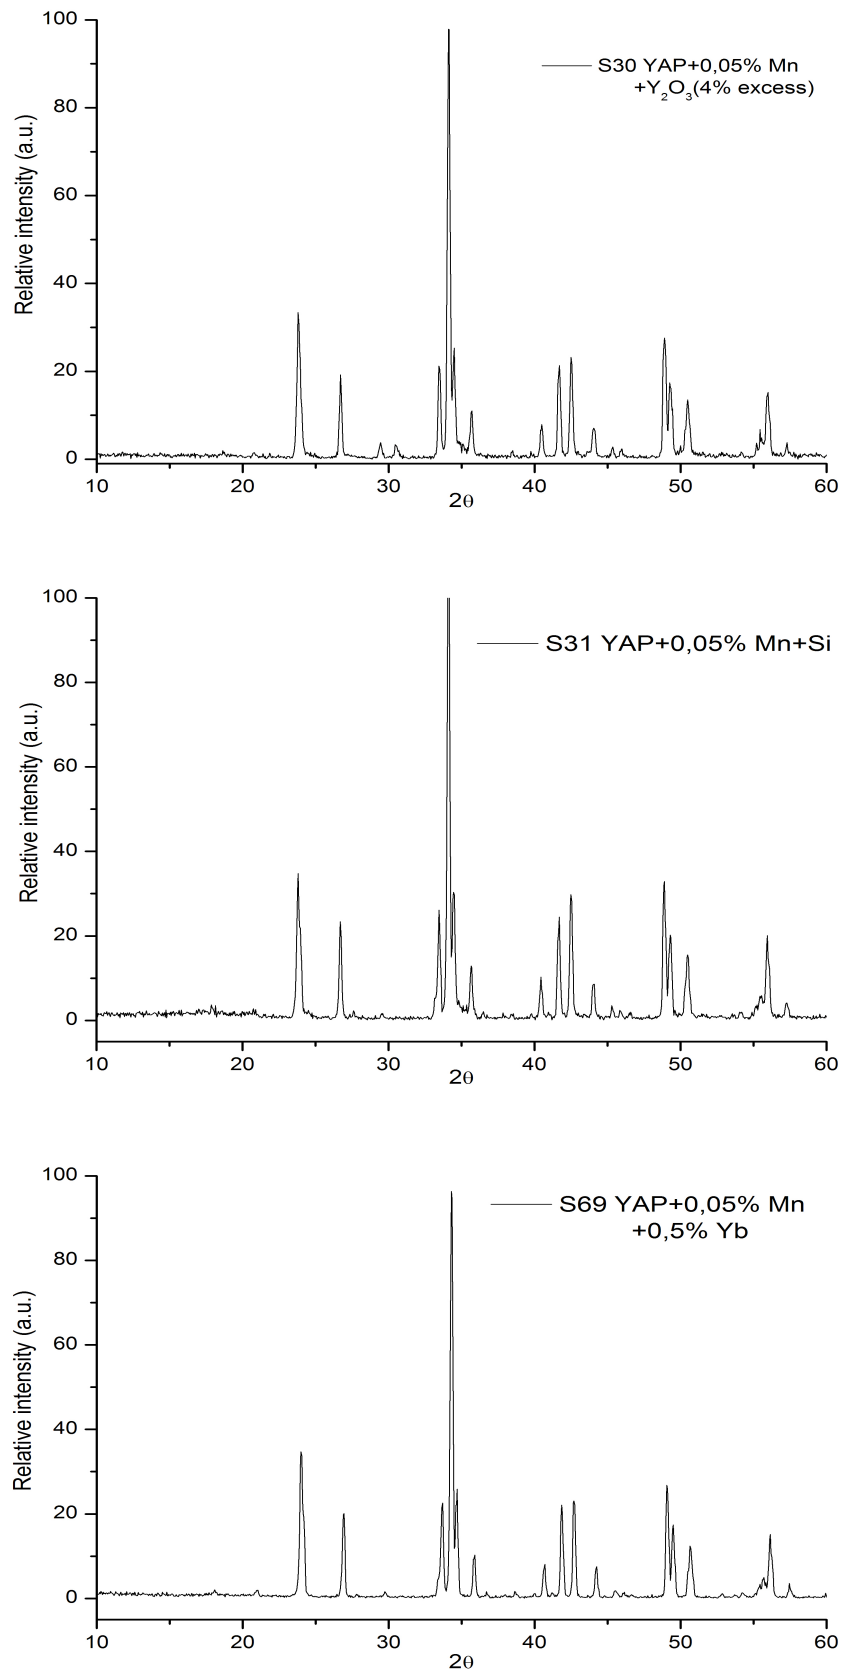 100
80
60
40
20
0
Relative intensity (a.u.)
S30 YAP+0,05% Mn
+Y₂O₃(4% excess)
10 20 30 40 50 60
2θ
100
80
60
40
20
0
Relative intensity (a.u.)
S31 YAP+0,05% Mn+Si
10 20 30 40 50 60
2θ
100
80
60
40
20
0
Relative intensity (a.u.)
S69 YAP+0,05% Mn
+0,5% Yb
10 20 30 40 50 60
2θ